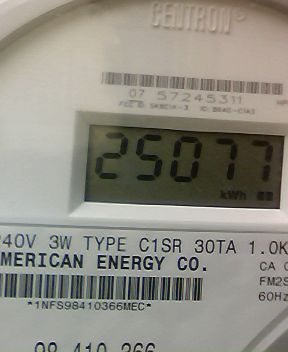 CENTRON
07 57245311
25077
kWh
240V 3W TYPE C1SR 30TA 1.0K
AMERICAN ENERGY CO.
CA
FM2S
60Hz
*1NFS98410366MEC*
98 410 366